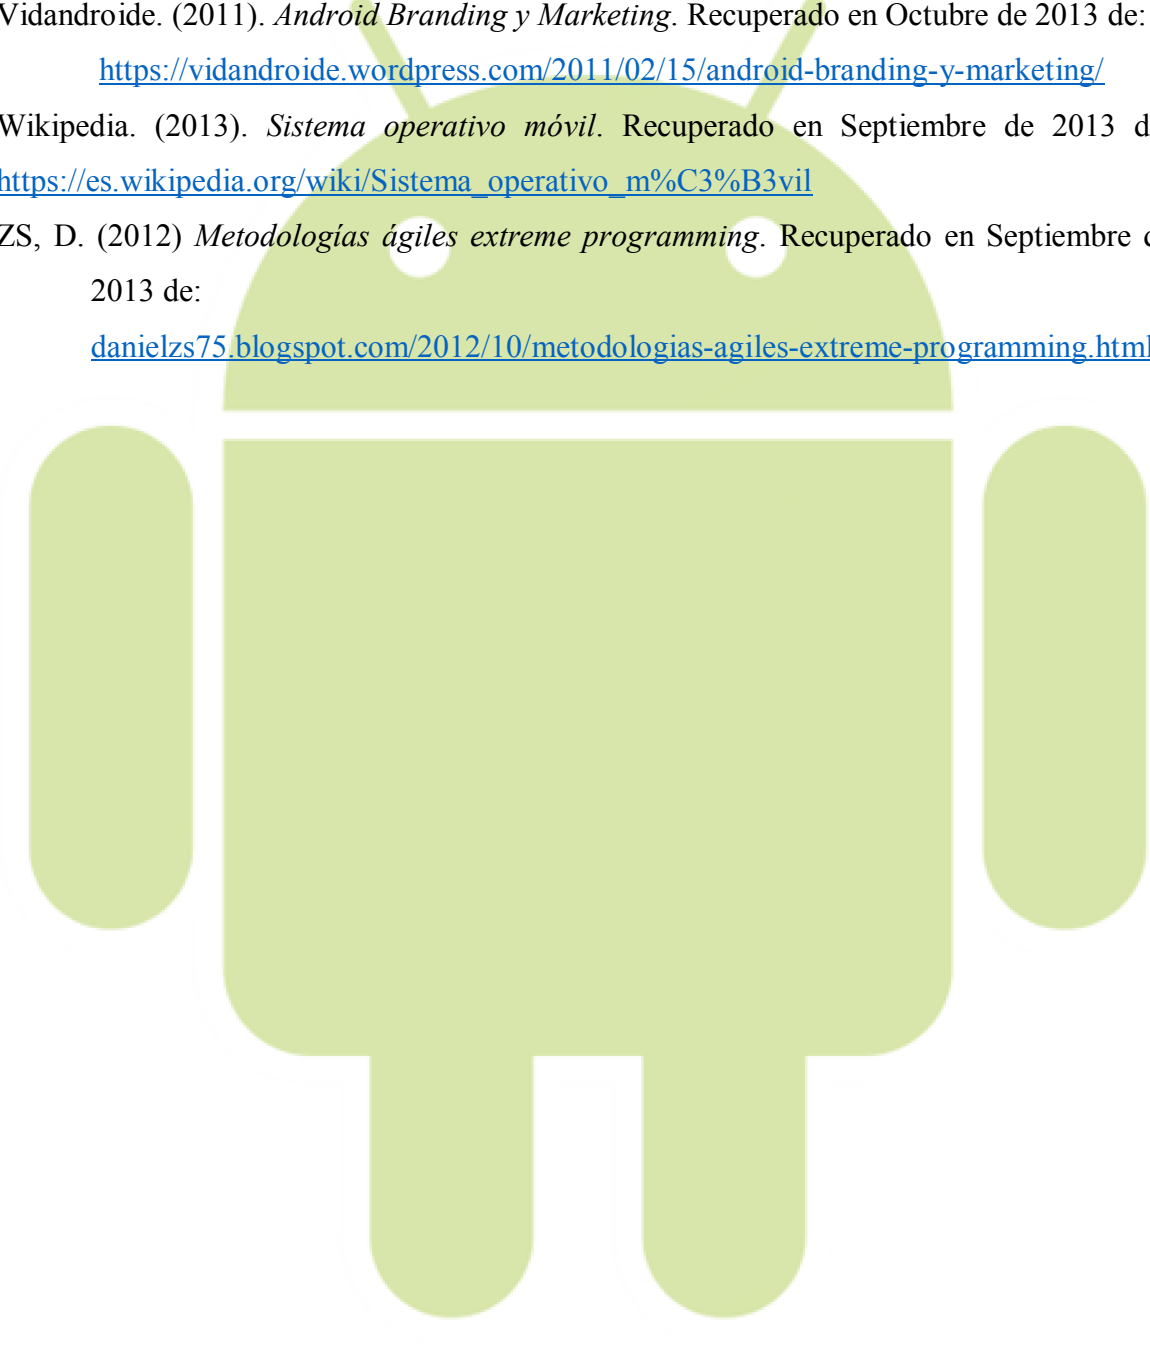 Vidandroide. (2011). Android Branding y Marketing. Recuperado en Octubre de 2013 de:
https://vidandroide.wordpress.com/2011/02/15/android-branding-y-marketing/
Wikipedia. (2013). Sistema operativo móvil. Recuperado en Septiembre de 2013 d
https://es.wikipedia.org/wiki/Sistema_operativo_m%C3%B3vil
ZS, D. (2012) Metodologías ágiles extreme programming. Recuperado en Septiembre d
2013 de:
danielzs75.blogspot.com/2012/10/metodologias-agiles-extreme-programming.html